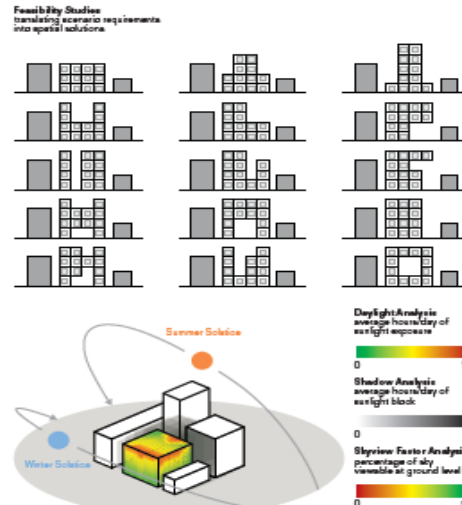 Feasibility Studies
translating scenario requirements
into spatial solutions
Summer Solstice
Winter Solstice
Daylight Analysis
average hours/day of
sunlight exposure
0
Shadow Analysis
average hours/day of
sunlight block
0
Skyview Factor Analysis
percentage of sky
viewable at ground level
0